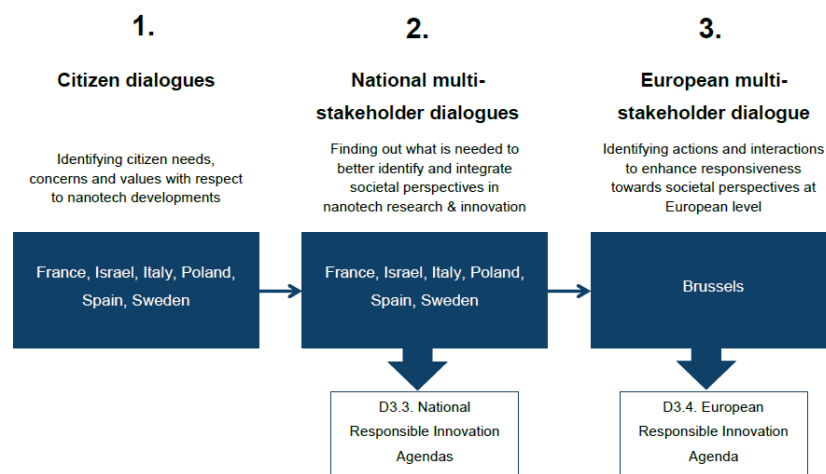 1.
Citizen dialogues
Identifying citizen needs,
concerns and values with respect
to nanotech developments
France, Israel, Italy, Poland,
Spain, Sweden
2.
National multi-
stakeholder dialogues
Finding out what is needed to
better identify and integrate
societal perspectives in
nanotech research & innovation
France, Israel, Italy, Poland,
Spain, Sweden
D3.3. National
Responsible Innovation
Agendas
3.
European multi-
stakeholder dialogue
Identifying actions and interactions
to enhance responsiveness
towards societal perspectives at
European level
Brussels
D3.4. European
Responsible Innovation
Agenda